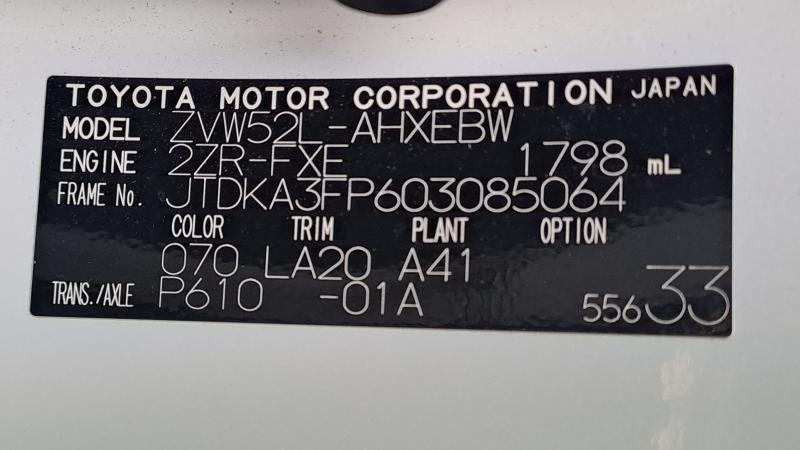 TOYOTA MOTOR CORPORATION JAPAN
MODEL ZVW52L-AHXEBW
ENGINE 2ZR-FXE 1798 mL
FRAME No. JTDKA3FP603085064
COLOR TRIM PLANT OPTION
070 LA20 A41
TRANS./AXLE P610 -01A 55633